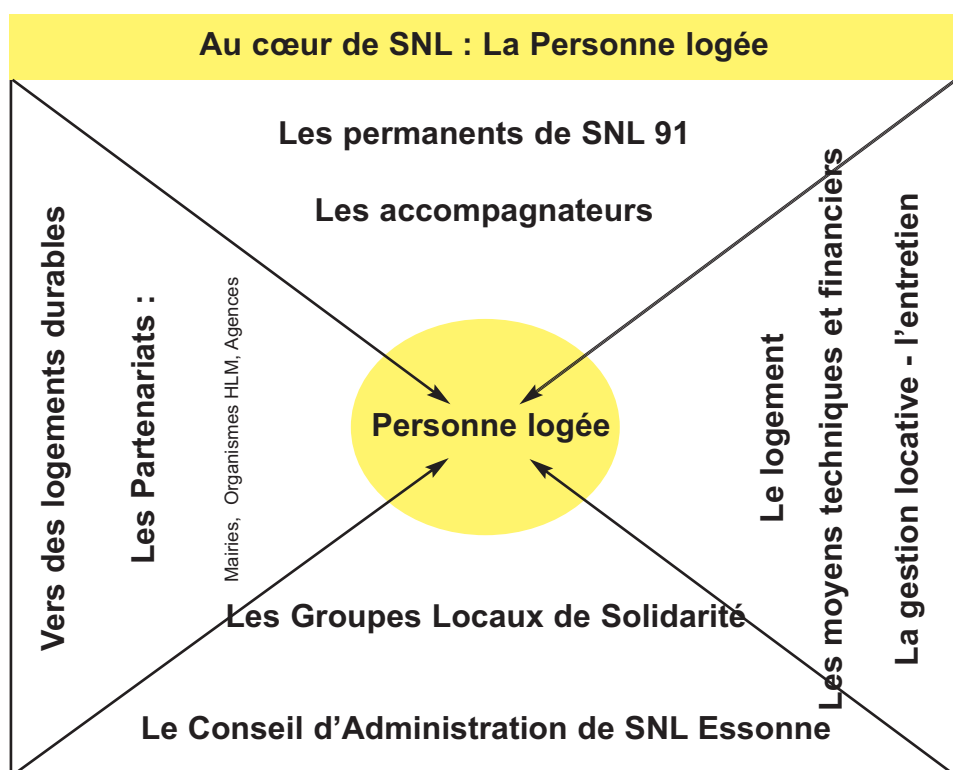 Au cœur de SNL : La Personne logée
Les permanents de SNL 91
Les accompagnateurs
Vers des logements durables
Les Partenariats :
Mairies, Organismes HLM, Agences
Personne logée
Le logement
Les moyens techniques et financiers
La gestion locative - l'entretien
Les Groupes Locaux de Solidarité
Le Conseil d'Administration de SNL Essonne